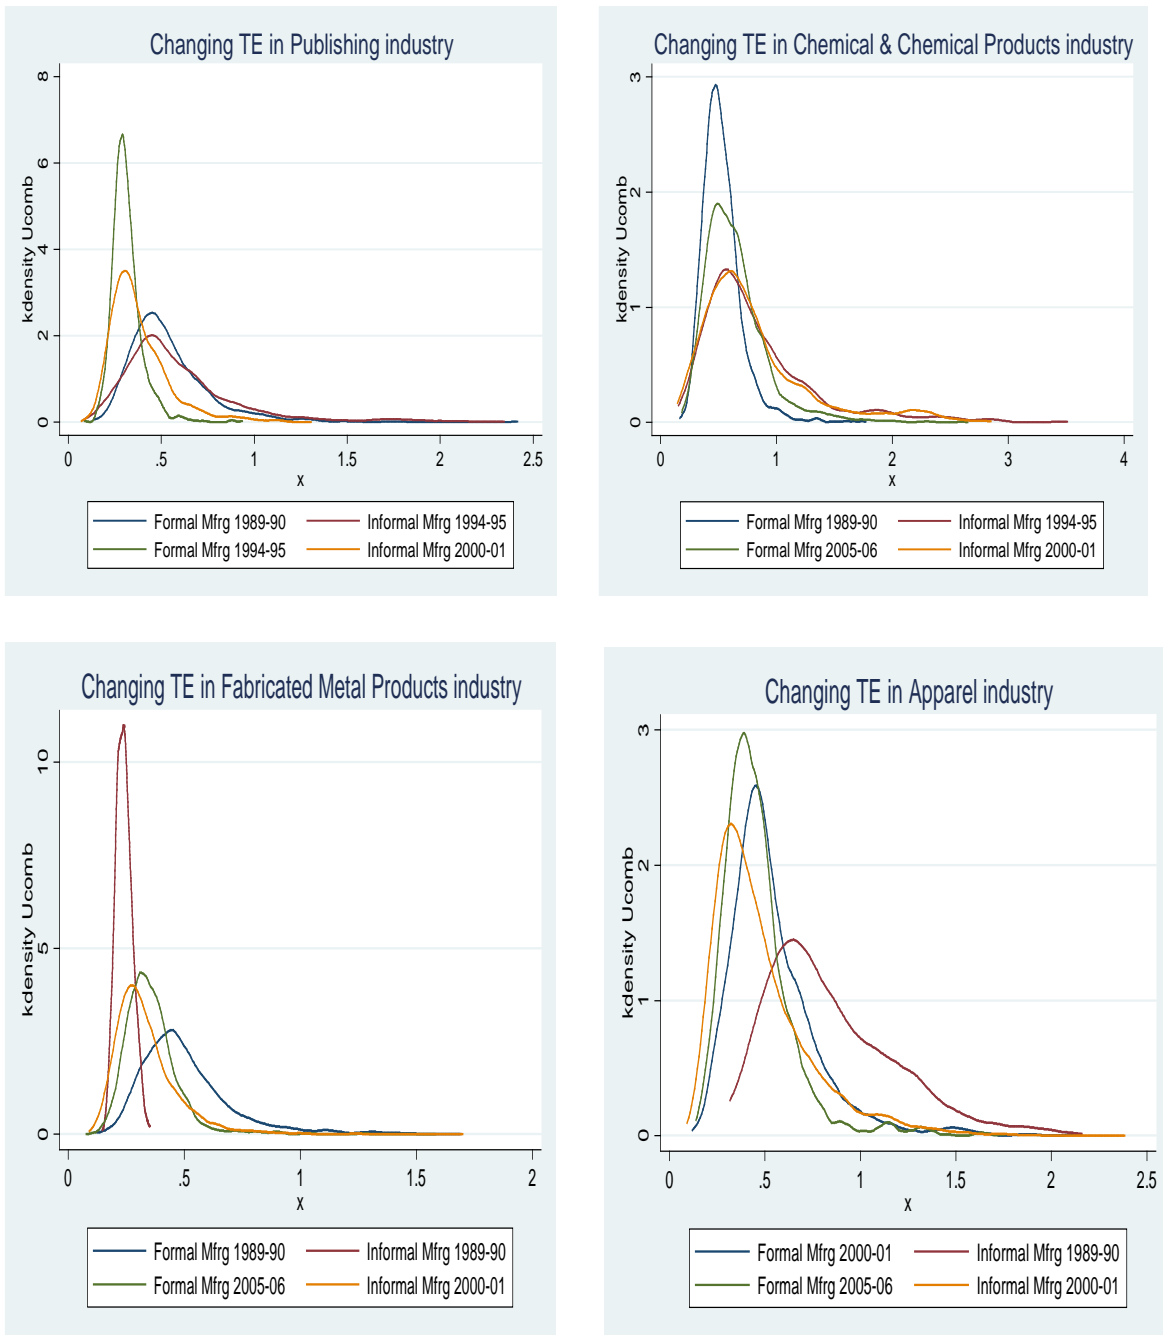 Changing TE in Publishing industry
kdensity Ucomb
8
6
4
2
0
0 .5 1 1.5 2 2.5
x
Formal Mfrg 1989-90 Informal Mfrg 1994-95
Formal Mfrg 1994-95 Informal Mfrg 2000-01
Changing TE in Chemical & Chemical Products industry
kdensity Ucomb
3
2
1
0
0 1 2 3 4
x
Formal Mfrg 1989-90 Informal Mfrg 1994-95
Formal Mfrg 2005-06 Informal Mfrg 2000-01
Changing TE in Fabricated Metal Products industry
kdensity Ucomb
10
5
0
0 .5 1 1.5 2
x
Formal Mfrg 1989-90 Informal Mfrg 1989-90
Formal Mfrg 2005-06 Informal Mfrg 2000-01
Changing TE in Apparel industry
kdensity Ucomb
3
2
1
0
0 .5 1 1.5 2 2.5
x
Formal Mfrg 2000-01 Informal Mfrg 1989-90
Formal Mfrg 2005-06 Informal Mfrg 2000-01